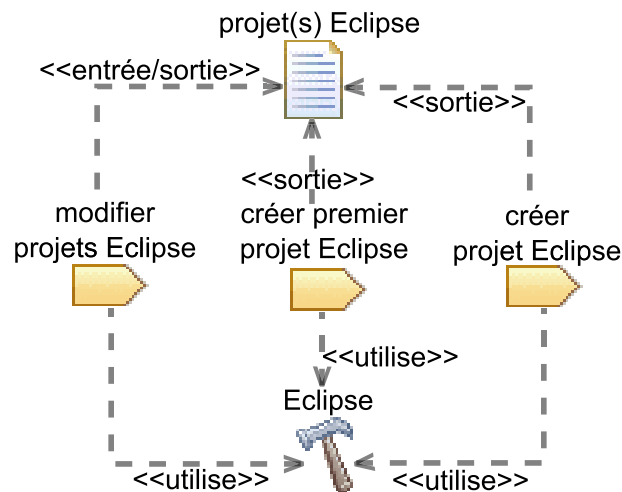 projet(s) Eclipse
<<entrée/sortie>>
<<sortie>>
<<sortie>>
modifier
projets Eclipse
créer premier
projet Eclipse
créer
projet Eclipse
<<utilise>>
Eclipse
<<utilise>>
<<utilise>>